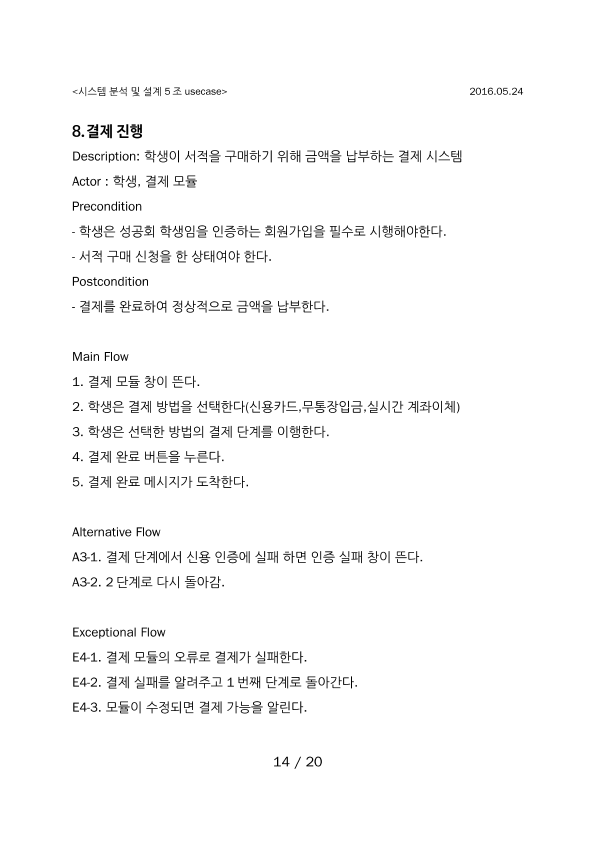 <시스템 분석 및 설계 5 조 usecase> 2016.05.24
8.결제 진행
Description: 학생이 서적을 구매하기 위해 금액을 납부하는 결제 시스템
Actor : 학생, 결제 모듈
Precondition
- 학생은 성공회 학생임을 인증하는 회원가입을 필수로 시행해야한다.
- 서적 구매 신청을 한 상태여야 한다.
Postcondition
- 결제를 완료하여 정상적으로 금액을 납부한다.
Main Flow
1. 결제 모듈 창이 뜬다.
2. 학생은 결제 방법을 선택한다(신용카드,무통장입금,실시간 계좌이체)
3. 학생은 선택한 방법의 결제 단계를 이행한다.
4. 결제 완료 버튼을 누른다.
5. 결제 완료 메시지가 도착한다.
Alternative Flow
A3-1. 결제 단계에서 신용 인증에 실패 하면 인증 실패 창이 뜬다.
A3-2. 2 단계로 다시 돌아감.
Exceptional Flow
E4-1. 결제 모듈의 오류로 결제가 실패한다.
E4-2. 결제 실패를 알려주고 1 번째 단계로 돌아간다.
E4-3. 모듈이 수정되면 결제 가능을 알린다.
14 / 20